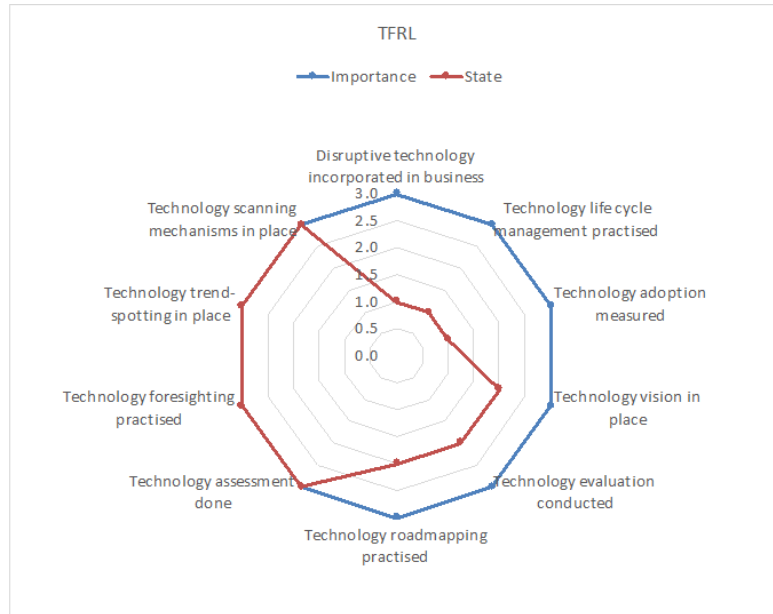 TFRL
Importance
State
Disruptive technology
incorporated in business
Technology life cycle
management practised
Technology adoption
measured
Technology vision in
place
Technology evaluation
conducted
Technology roadmapping
practised
Technology assessment
done
Technology foresighting
practised
Technology trend-
spotting in place
Technology scanning
mechanisms in place
3.0
2.5
2.0
1.5
1.0
0.5
0.0